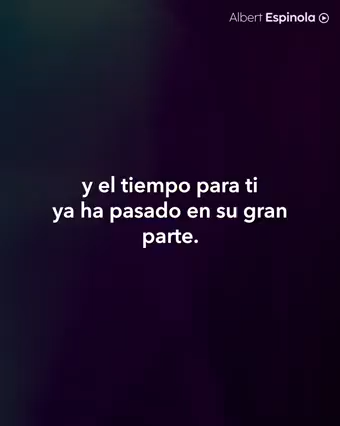 Albert Espinola
y el tiempo para ti
ya ha pasado en su gran
parte.